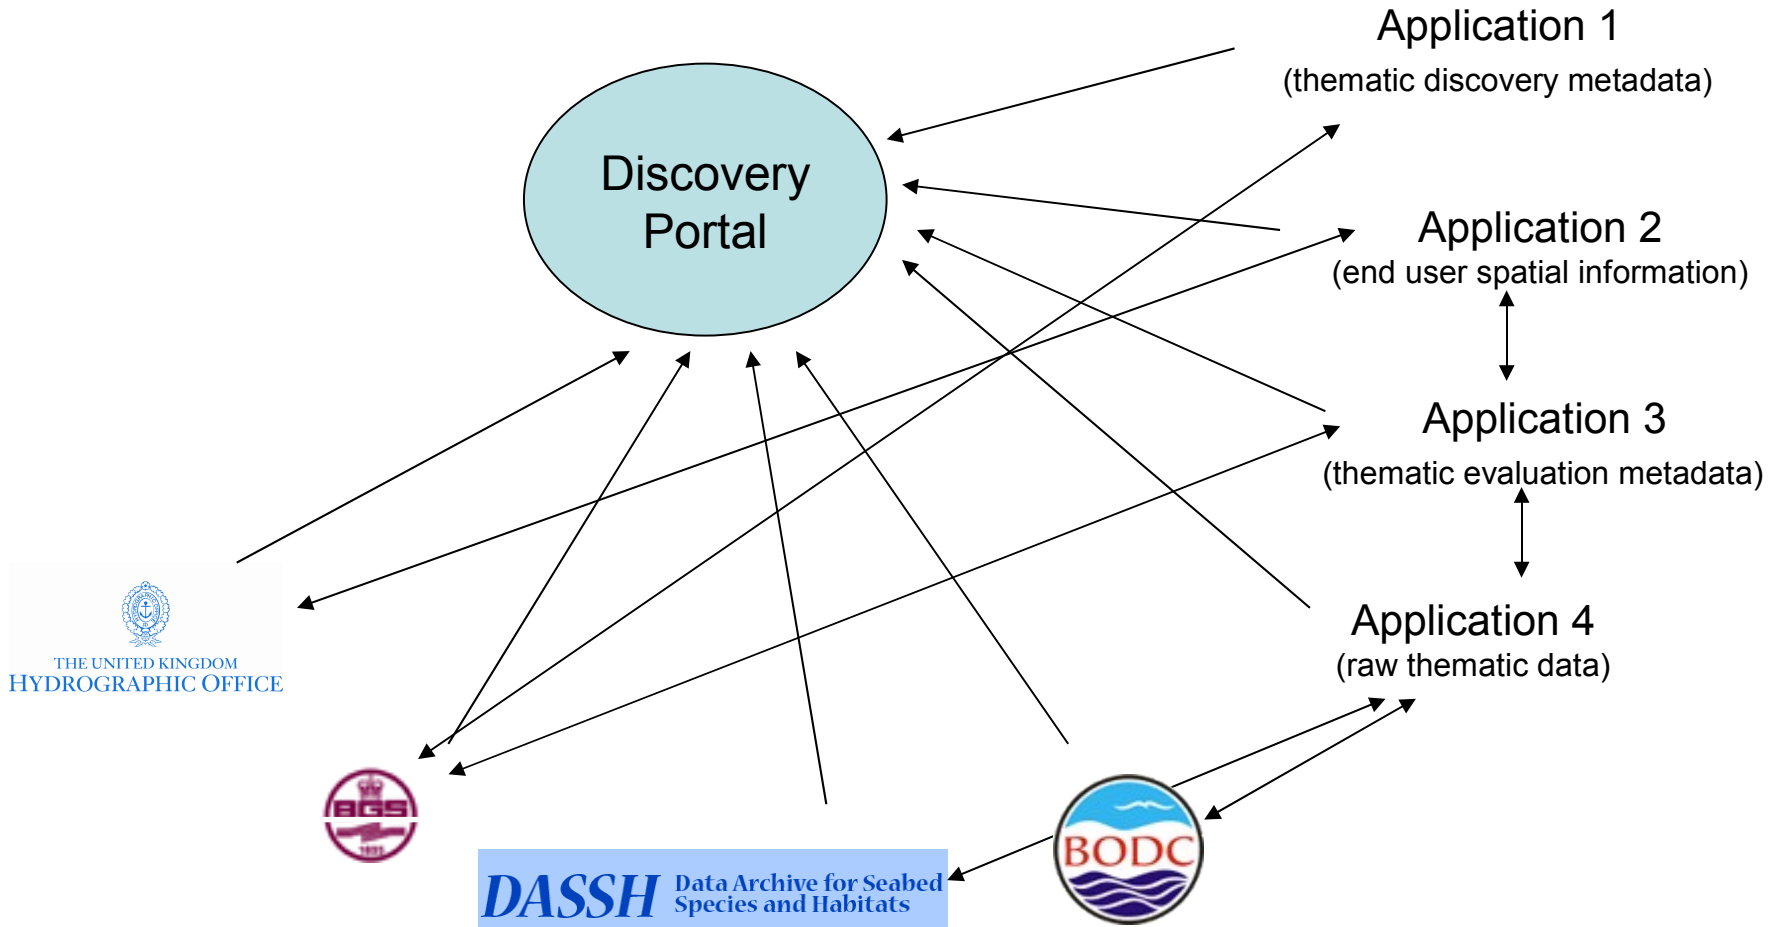 Application 1
(thematic discovery metadata)
Discovery
Portal
Application 2
(end user spatial information)
Application 3
(thematic evaluation metadata)
Application 4
(raw thematic data)
THE UNITED KINGDOM
HYDROGRAPHIC OFFICE
BGS
1835
BODC
DASSH Data Archive for Seabed
Species and Habitats